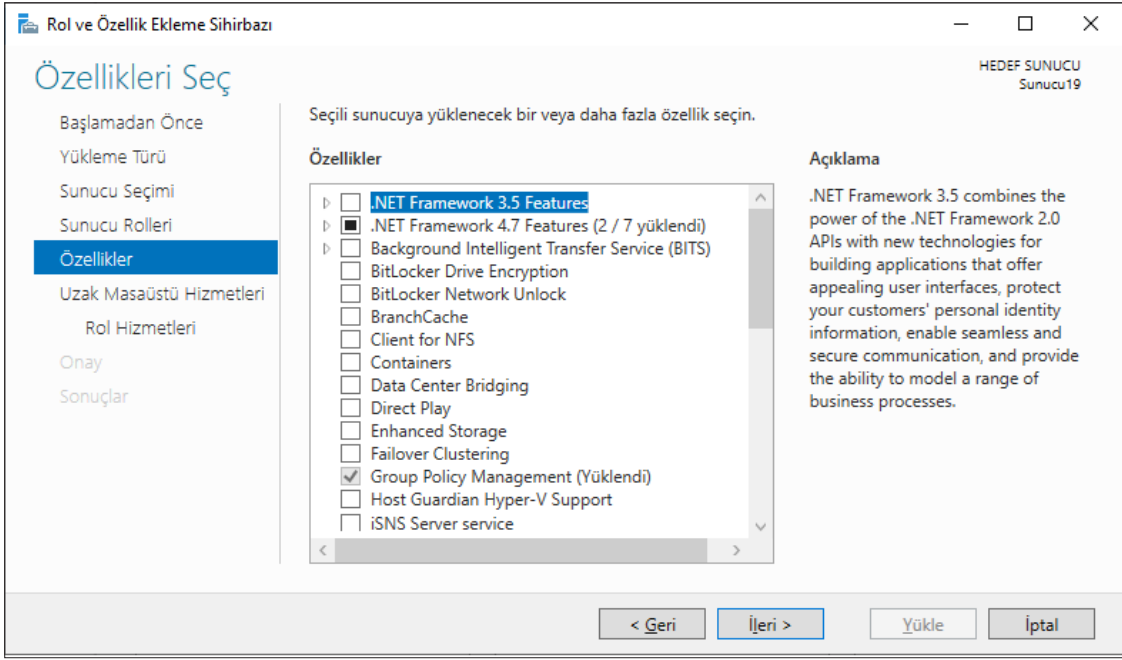 Rol ve Özellik Ekleme Sihirbazı
Özellikleri Seç
HEDEF SUNUCU
Sunucu19
Başlamadan Önce
Yükleme Türü
Sunucu Seçimi
Sunucu Rolleri
Özellikler
Uzak Masaüstü Hizmetleri
Rol Hizmetleri
Onay
Sonuçlar
Seçili sunucuya yüklenecek bir veya daha fazla özellik seçin.
Özellikler
.NET Framework 3.5 Features
.NET Framework 4.7 Features (2 / 7 yüklendi)
Background Intelligent Transfer Service (BITS)
BitLocker Drive Encryption
BitLocker Network Unlock
BranchCache
Client for NFS
Containers
Data Center Bridging
Direct Play
Enhanced Storage
Failover Clustering
Group Policy Management (Yüklendi)
Host Guardian Hyper-V Support
iSNS Server service
Açıklama
.NET Framework 3.5 combines the
power of the .NET Framework 2.0
APIs with new technologies for
building applications that offer
appealing user interfaces, protect
your customers' personal identity
information, enable seamless and
secure communication, and provide
the ability to model a range of
business processes.
< Geri
İleri >
Yükle
İptal